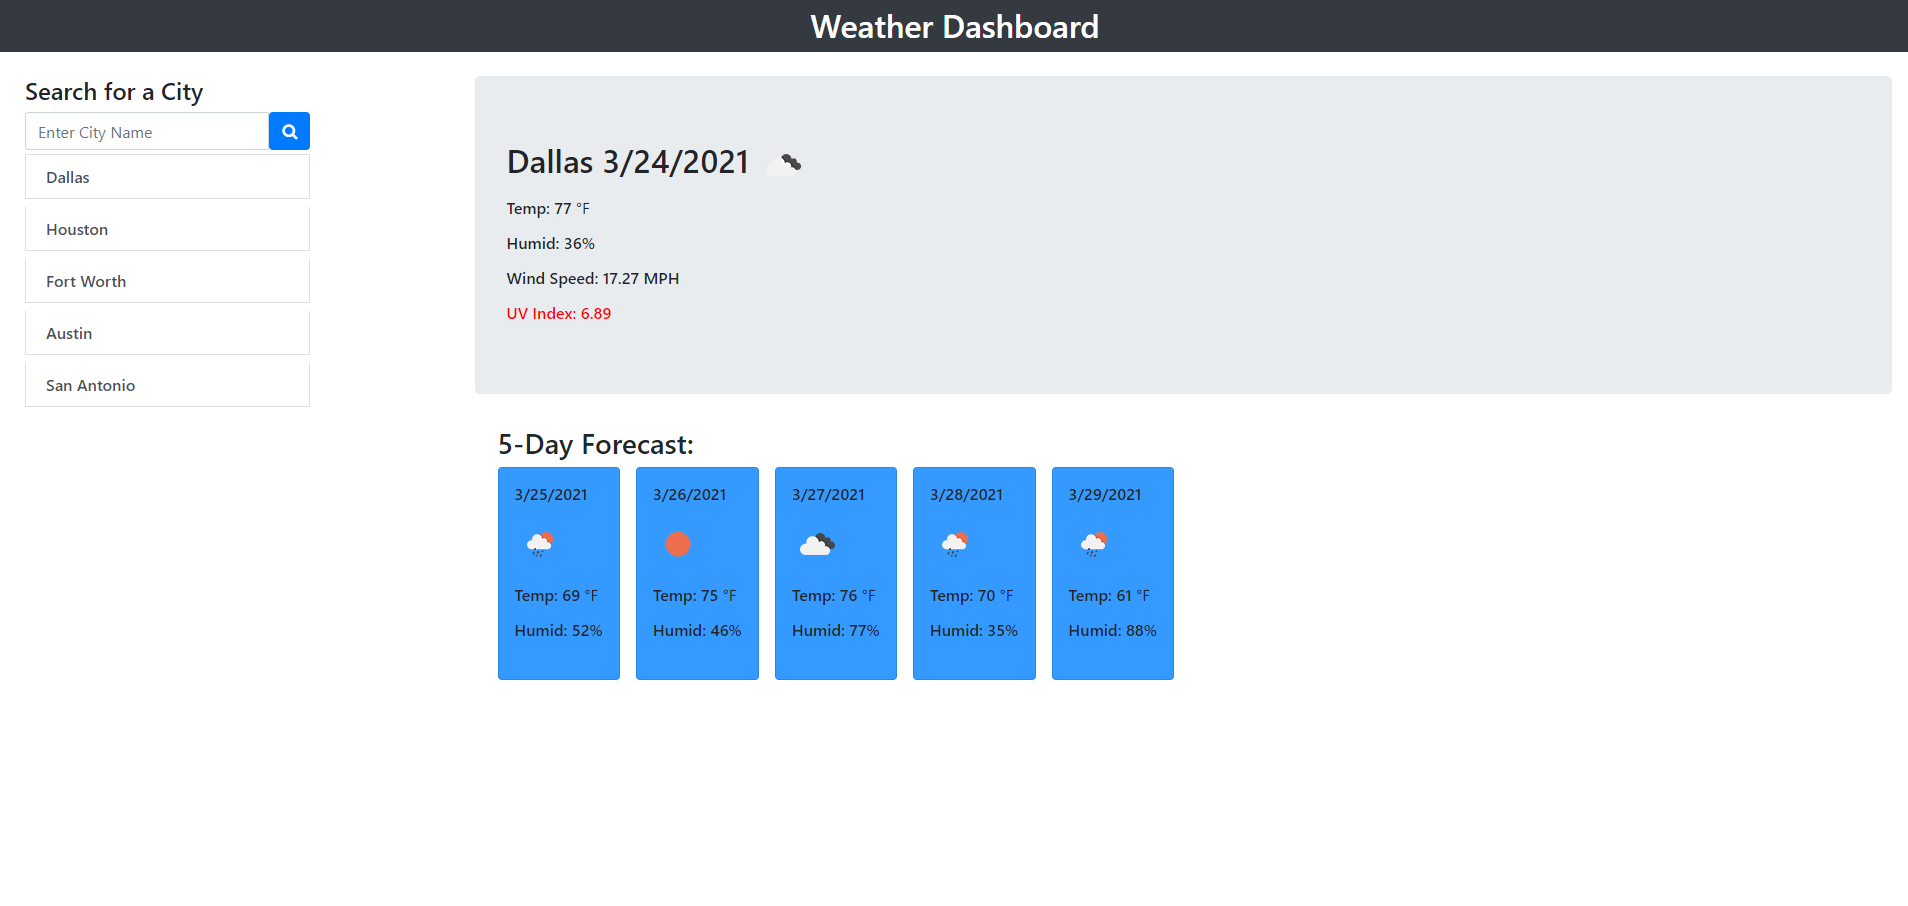 Weather Dashboard
Search for a City
Enter City Name
Dallas
Houston
Fort Worth
Austin
San Antonio
Dallas 3/24/2021
Temp: 77 °F
Humid: 36%
Wind Speed: 17.27 MPH
UV Index: 6.89
5-Day Forecast:
3/25/2021
Temp: 69 °F
Humid: 52%
3/26/2021
Temp: 75 °F
Humid: 46%
3/27/2021
Temp: 76 °F
Humid: 77%
3/28/2021
Temp: 70 °F
Humid: 35%
3/29/2021
Temp: 61 °F
Humid: 88%